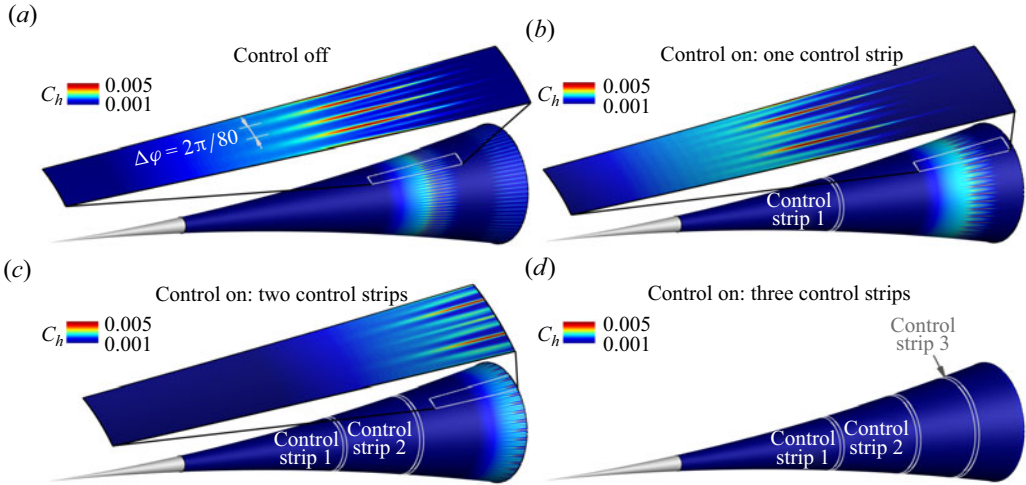 (a)
Control off
C_h
0.005
0.001
Δφ = 2π/80
(b)
Control on: one control strip
C_h
0.005
0.001
Control
strip 1
(c)
Control on: two control strips
C_h
0.005
0.001
Control
strip 1
Control
strip 2
(d)
Control on: three control strips
C_h
0.005
0.001
Control
strip 3
Control
strip 1
Control
strip 2